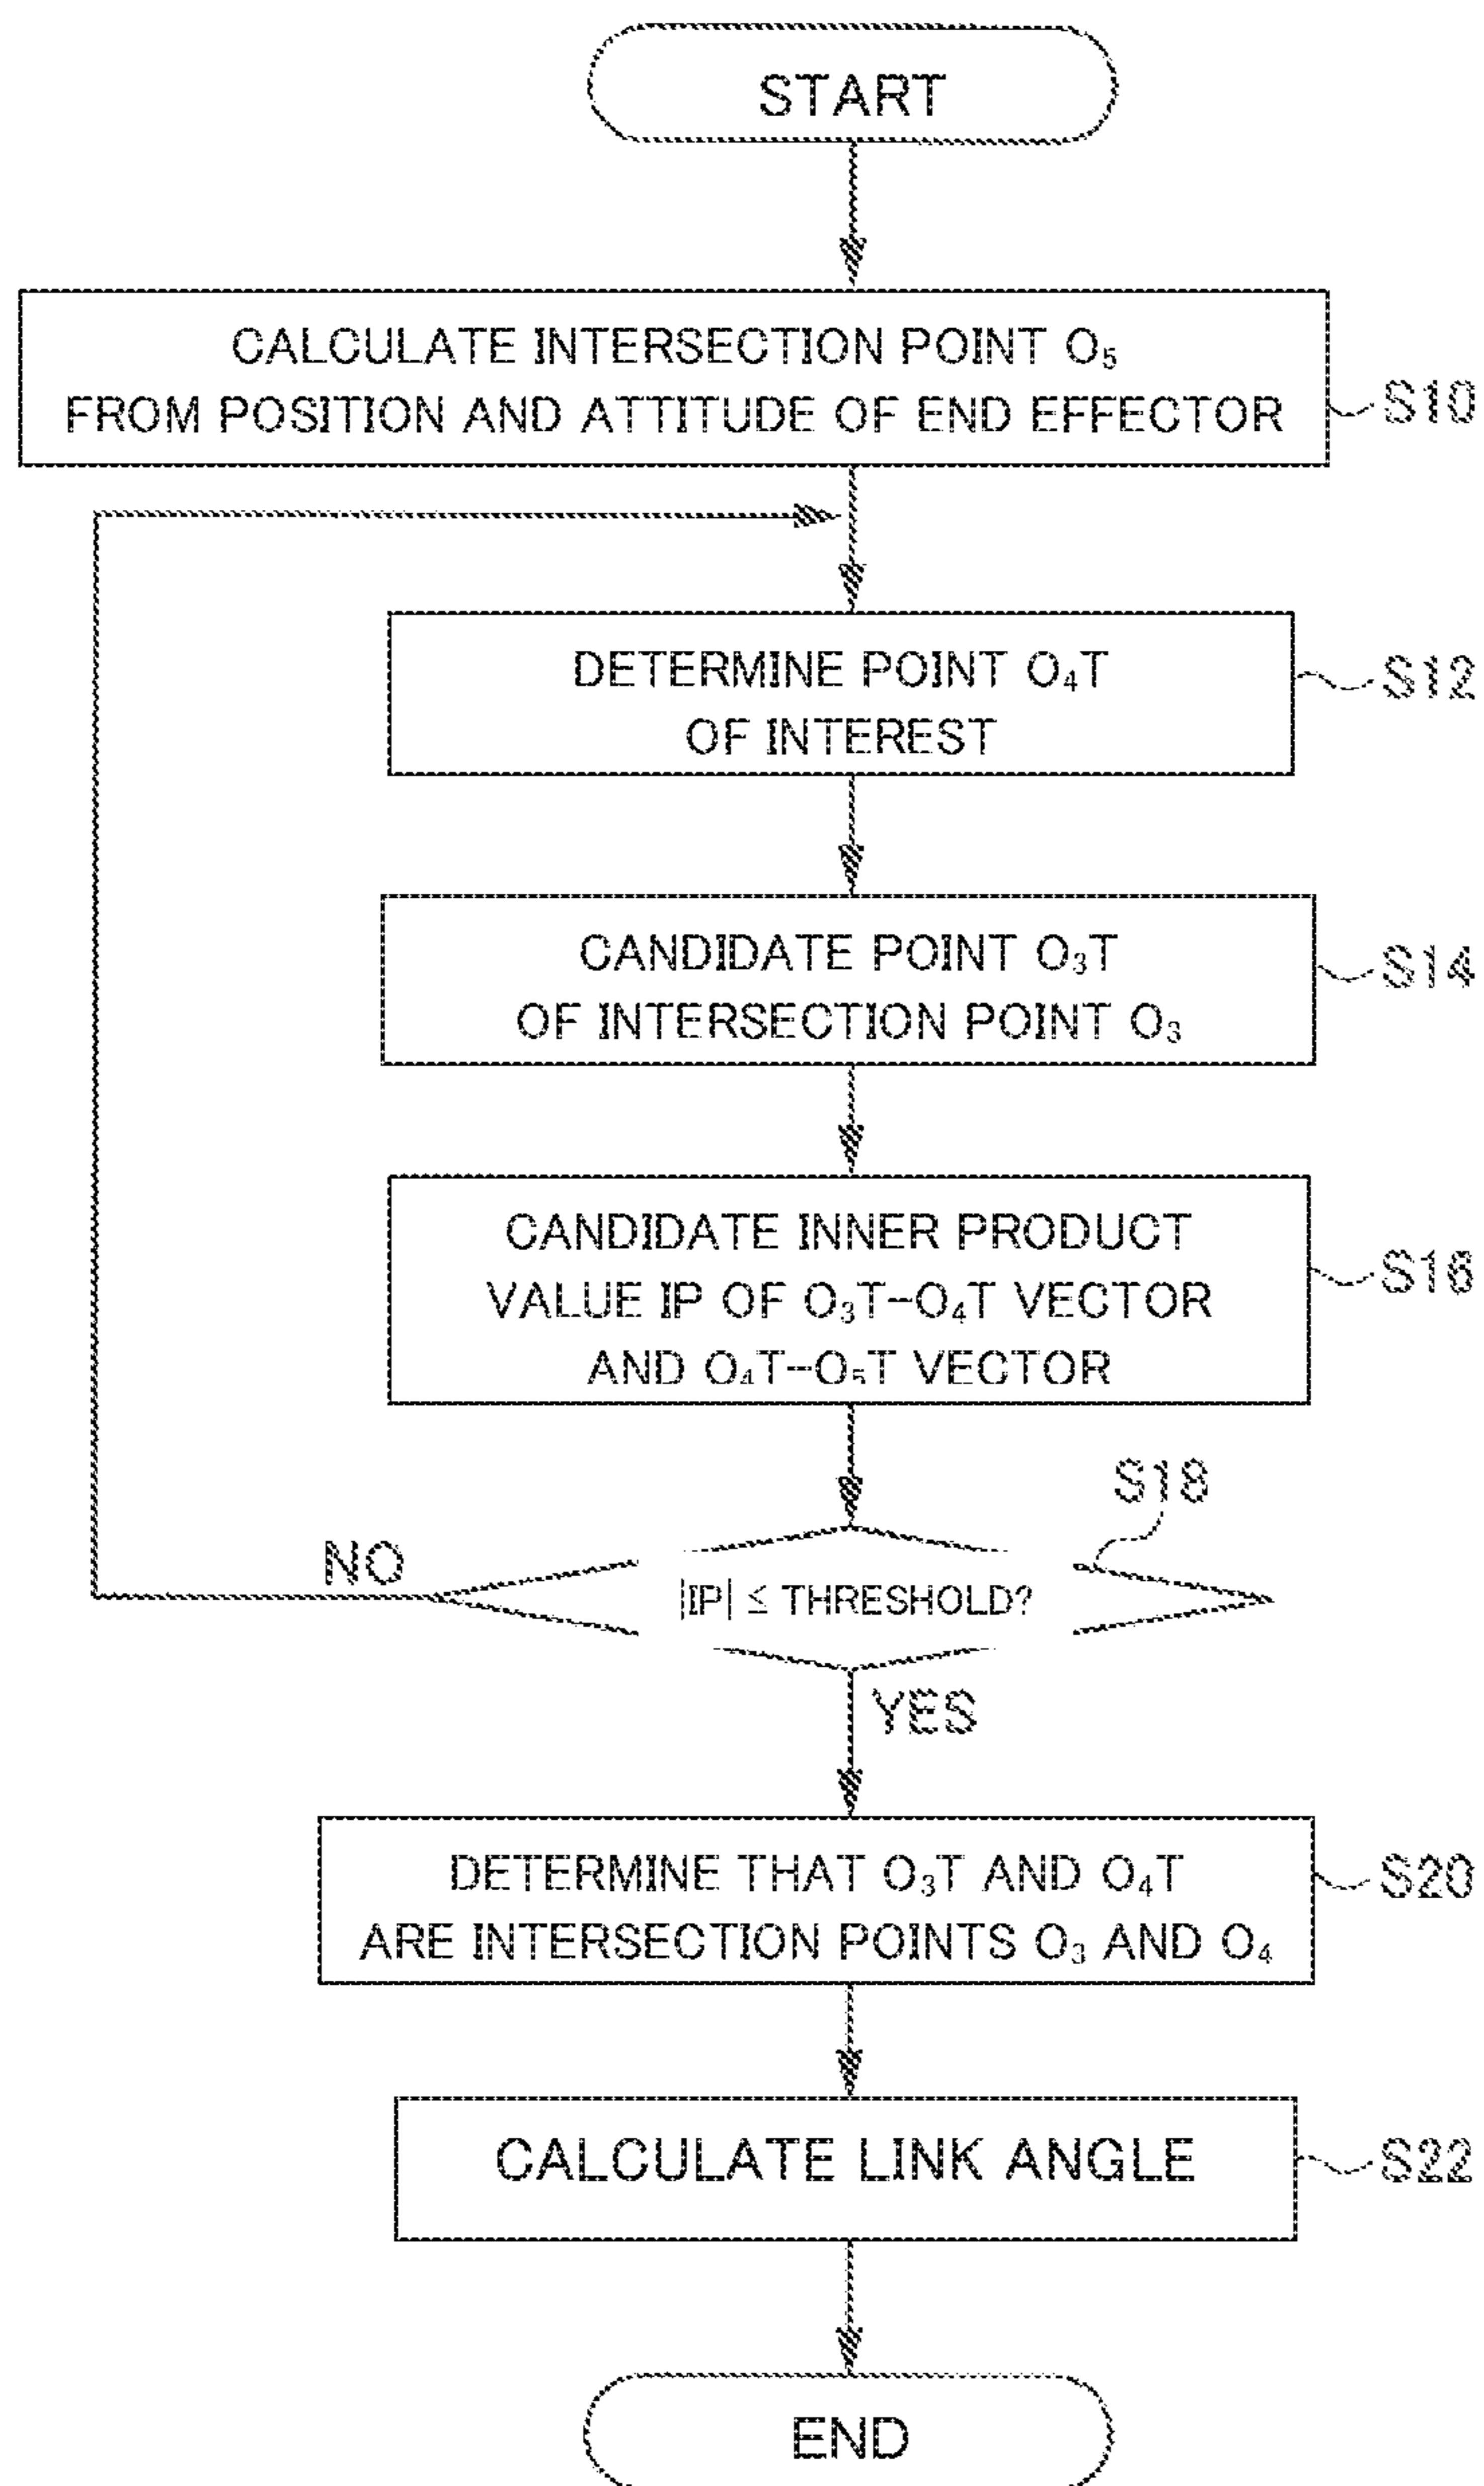 START
CALCULATE INTERSECTION POINT O₅
FROM POSITION AND ATTITUDE OF END EFFECTOR
S10
DETERMINE POINT O₄T
OF INTEREST
S12
CANDIDATE POINT O₃T
OF INTERSECTION POINT O₃
S14
CANDIDATE INNER PRODUCT
VALUE IP OF O₃T-O₄T VECTOR
AND O₄T-O₅T VECTOR
S16
S18
NO
|IP| ≤ THRESHOLD?
YES
DETERMINE THAT O₃T AND O₄T
ARE INTERSECTION POINTS O₃ AND O₄
S20
CALCULATE LINK ANGLE
S22
END